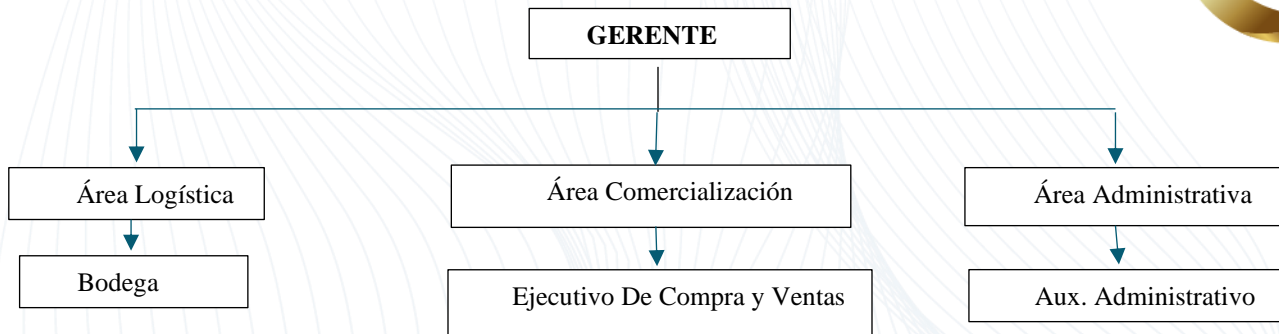 GERENTE
Área Logística
Área Comercialización
Área Administrativa
Bodega
Ejecutivo De Compra y Ventas
Aux. Administrativo